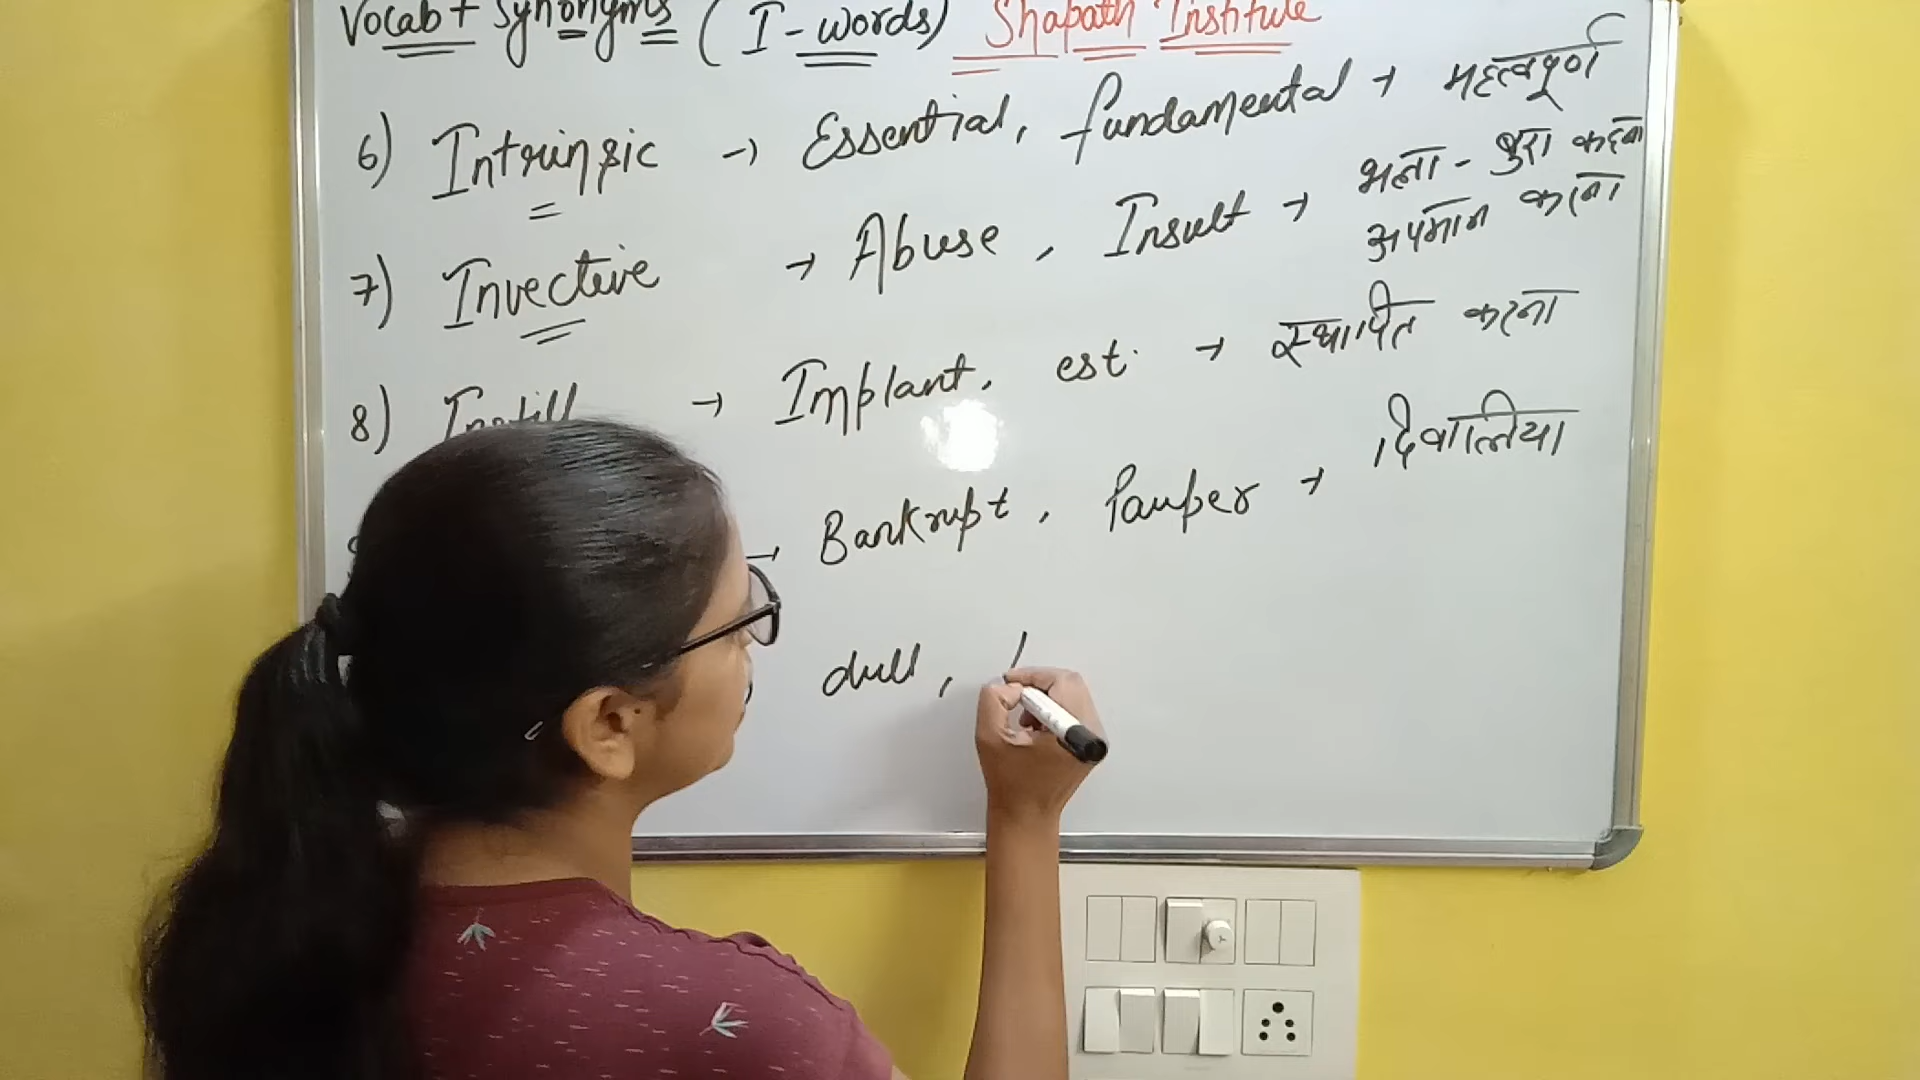 Vocab + Synonyms (I-words) Shapath Institute
6) Intrinsic → Essential, fundamental → महत्वपूर्ण
7) Invective → Abuse, Insult → भला-बुरा कहना
अपमान करना
8) Instill → Implant, est. → स्थापित करना
→ Bankrupt, Pauper → दिवालिया
dull,